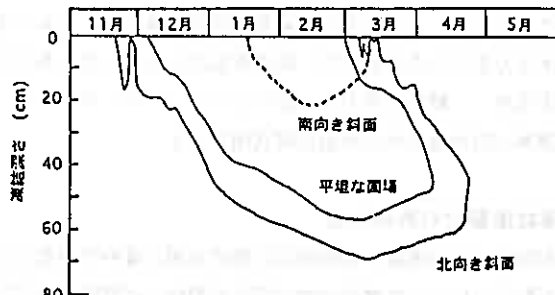 11月 12月 1月 2月 3月 4月 5月
0
20
40
60
80
凍結深さ (cm)
南向き斜面
平坦な圃場
北向き斜面